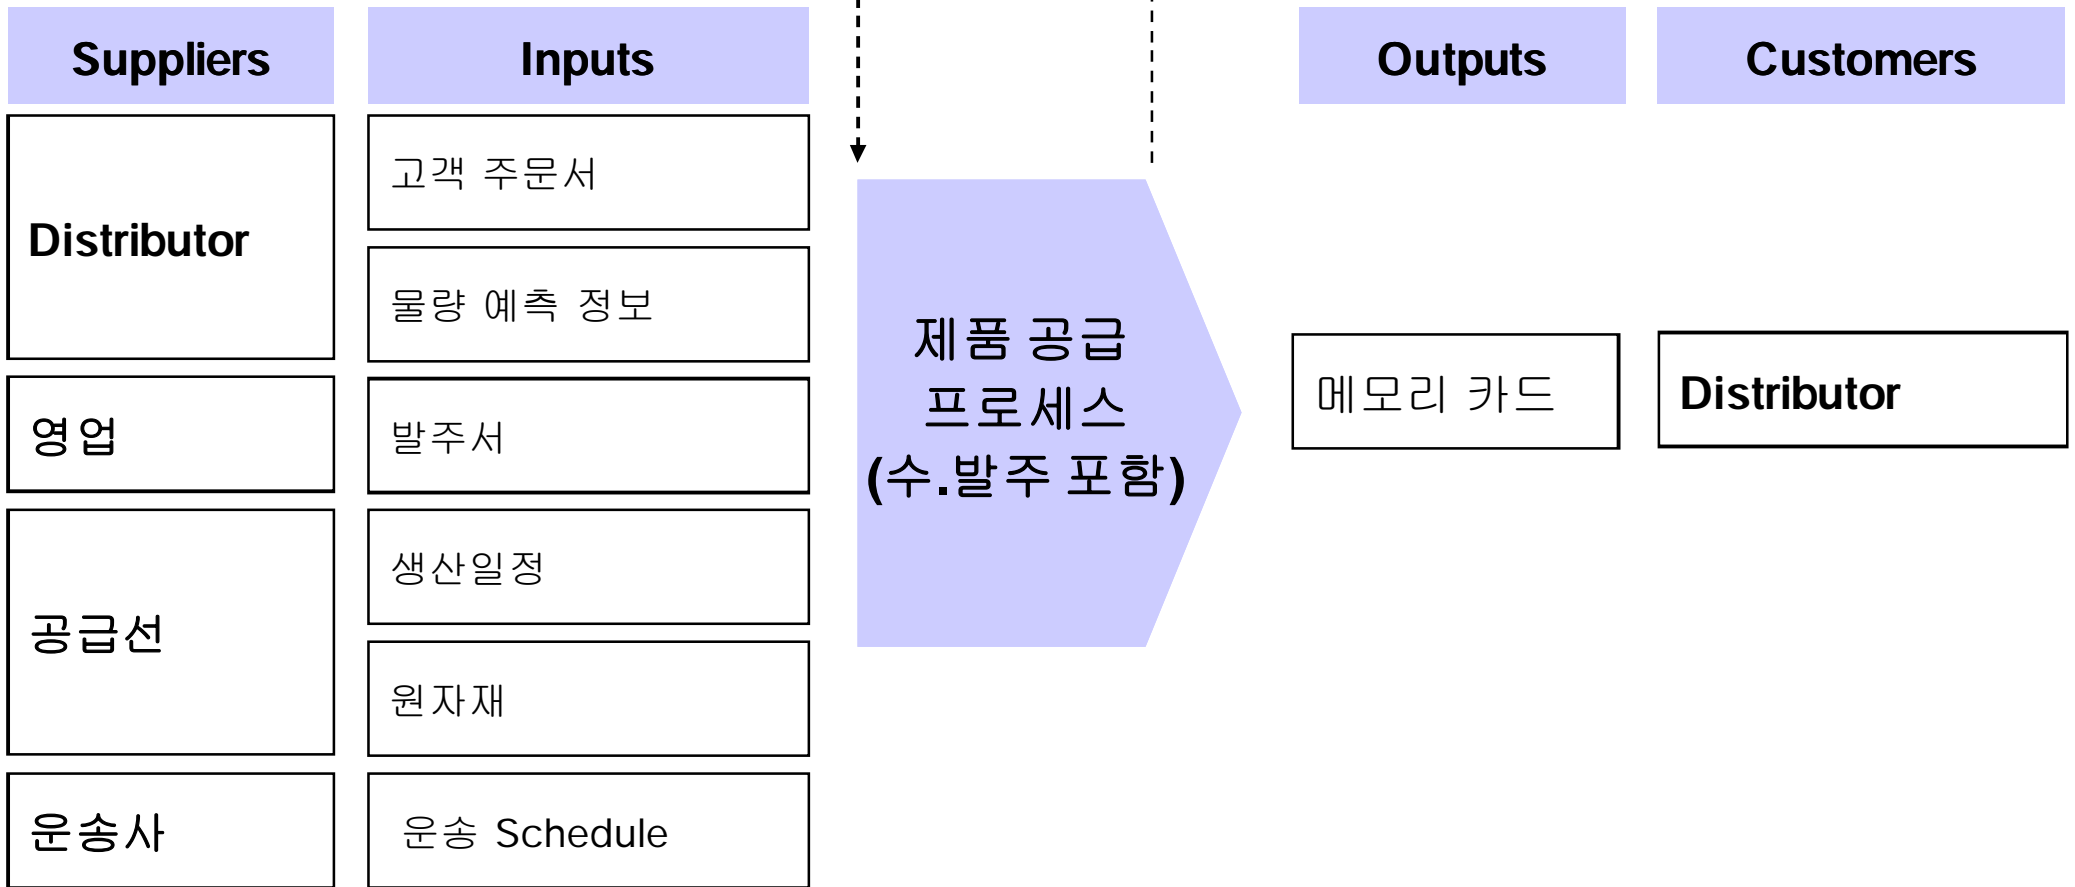 Suppliers
Inputs
Outputs
Customers
Distributor
고객 주문서
물량 예측 정보
영업
발주서
공급선
생산일정
원자재
운송사
운송 Schedule
제품 공급
프로세스
(수.발주 포함)
메모리 카드
Distributor